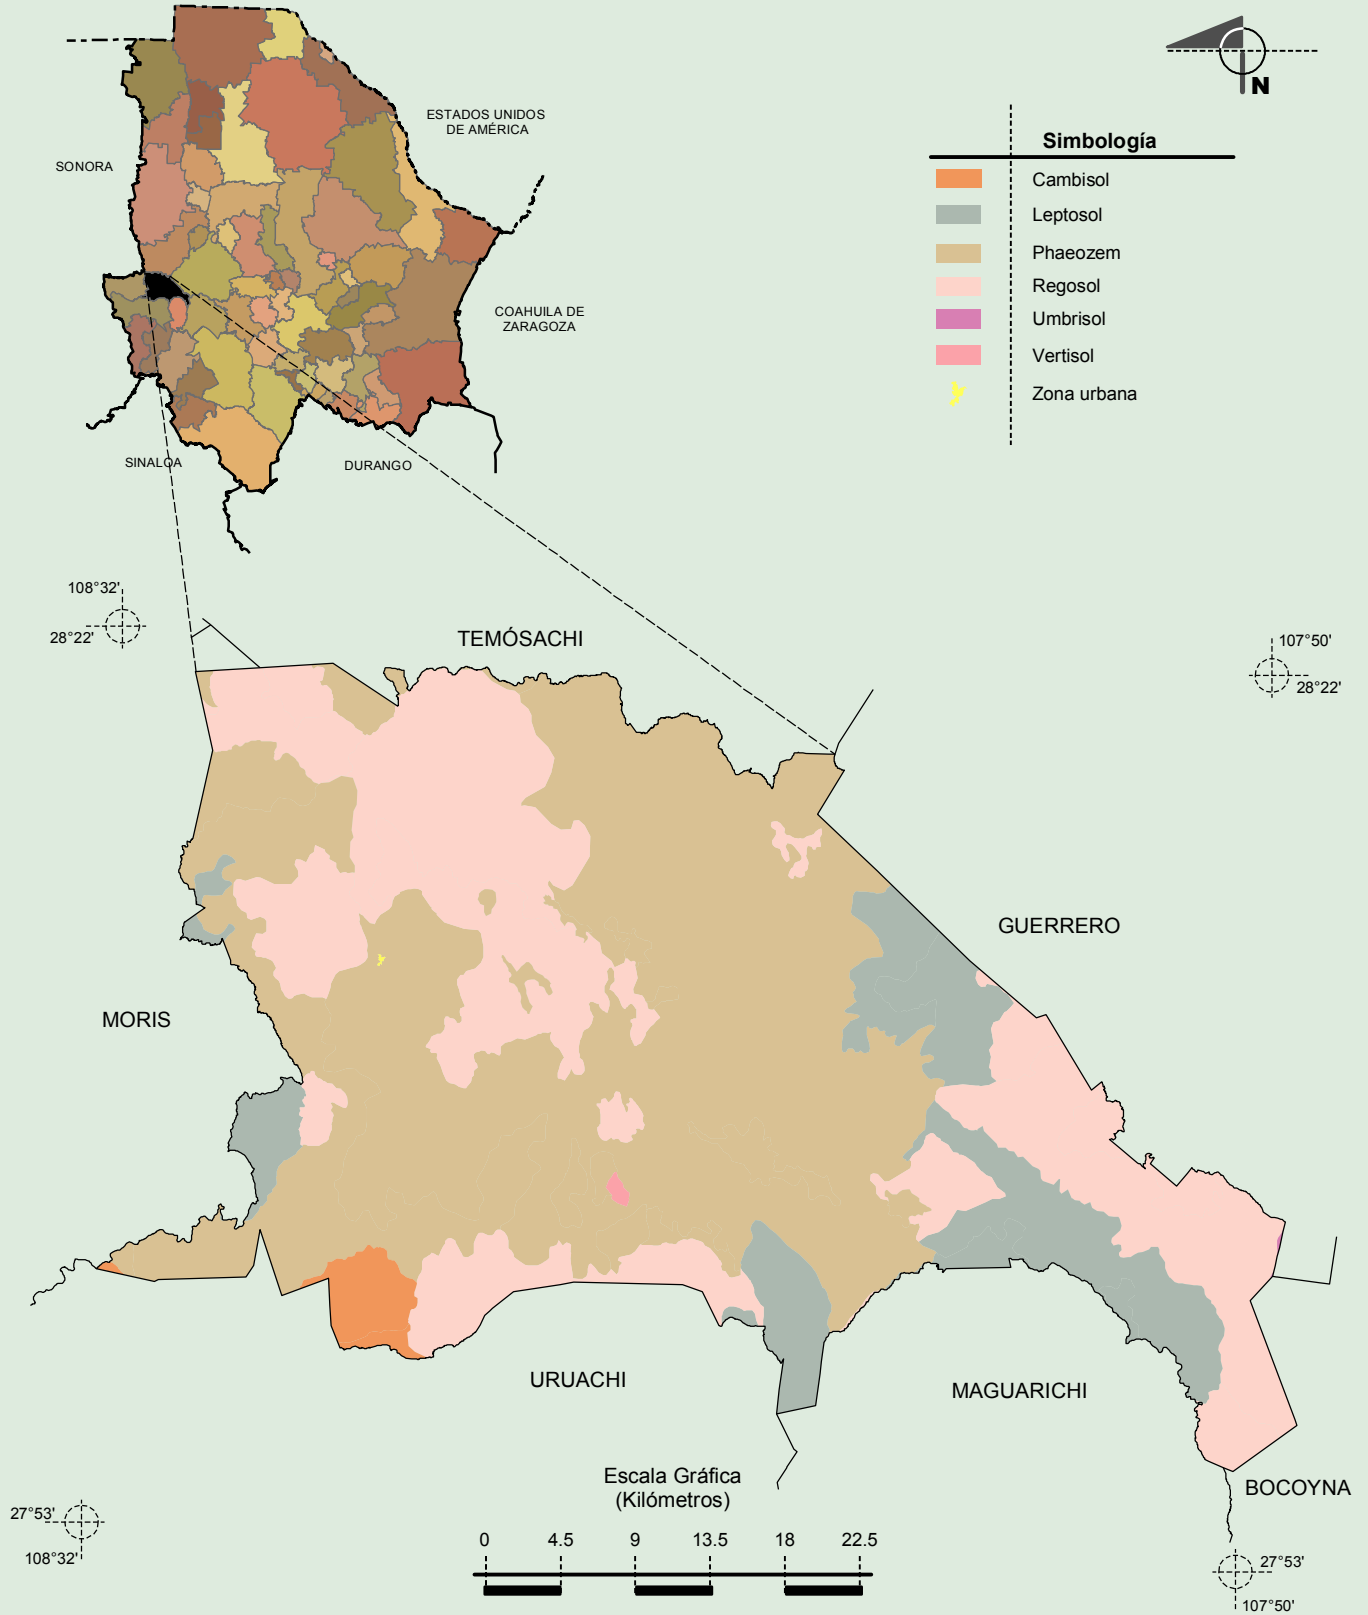 N
ESTADOS UNIDOS
DE AMÉRICA
SONORA
COAHUILA DE
ZARAGOZA
SINALOA
DURANGO
Simbología
Cambisol
Leptosol
Phaeozem
Regosol
Umbrisol
Vertisol
Zona urbana
108°32'
28°22'
TEMÓSACHI
107°50'
28°22'
GUERRERO
MORIS
URUACHI
MAGUARICHI
BOCOYNA
Escala Gráfica
(Kilómetros)
0 4.5 9 13.5 18 22.5
27°53'
108°32'
27°53'
107°50'